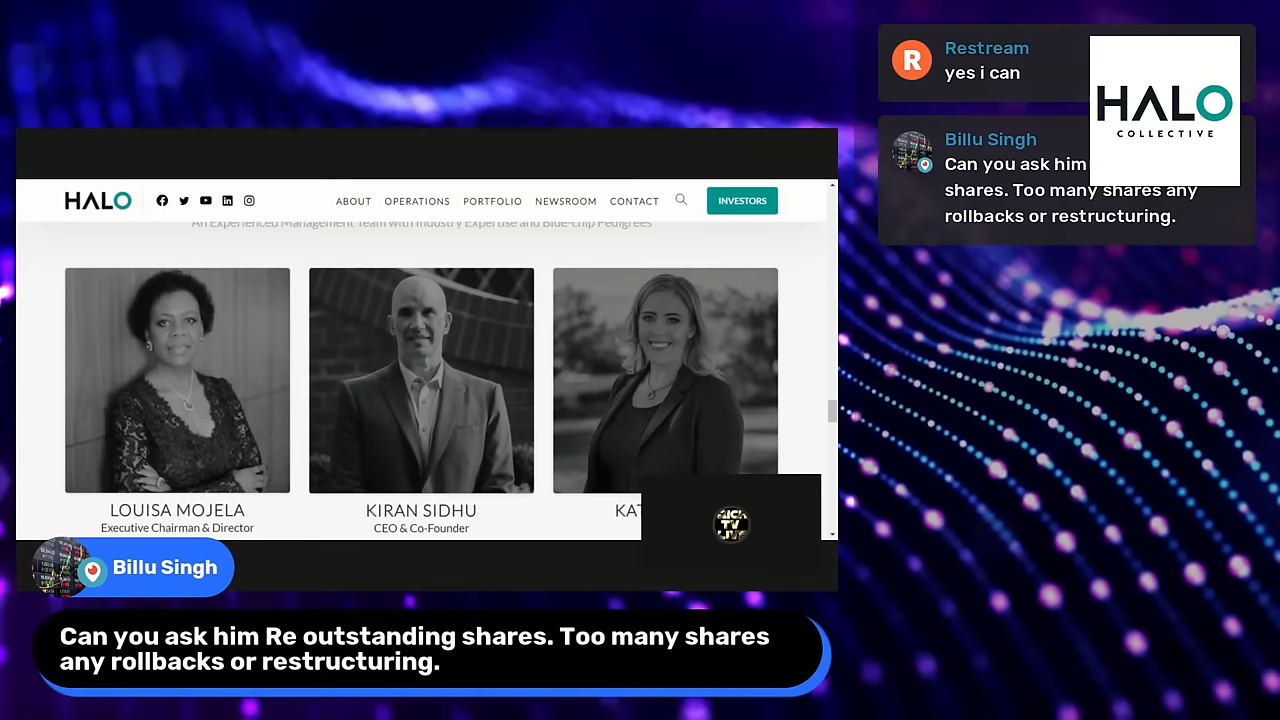 HALO
ABOUT OPERATIONS PORTFOLIO NEWSROOM CONTACT INVESTORS
An Experienced Management Team with Industry Expertise and Blue-chip Pedigrees
LOUISA MOJELA
Executive Chairman & Director
KIRAN SIDHU
CEO & Co-Founder
KAT
RICH
TV
LIVE
Billu Singh
Can you ask him Re outstanding shares. Too many shares
any rollbacks or restructuring.
R
Restream
yes i can
Billu Singh
Can you ask him
shares. Too many shares any
rollbacks or restructuring.
HALO
COLLECTIVE